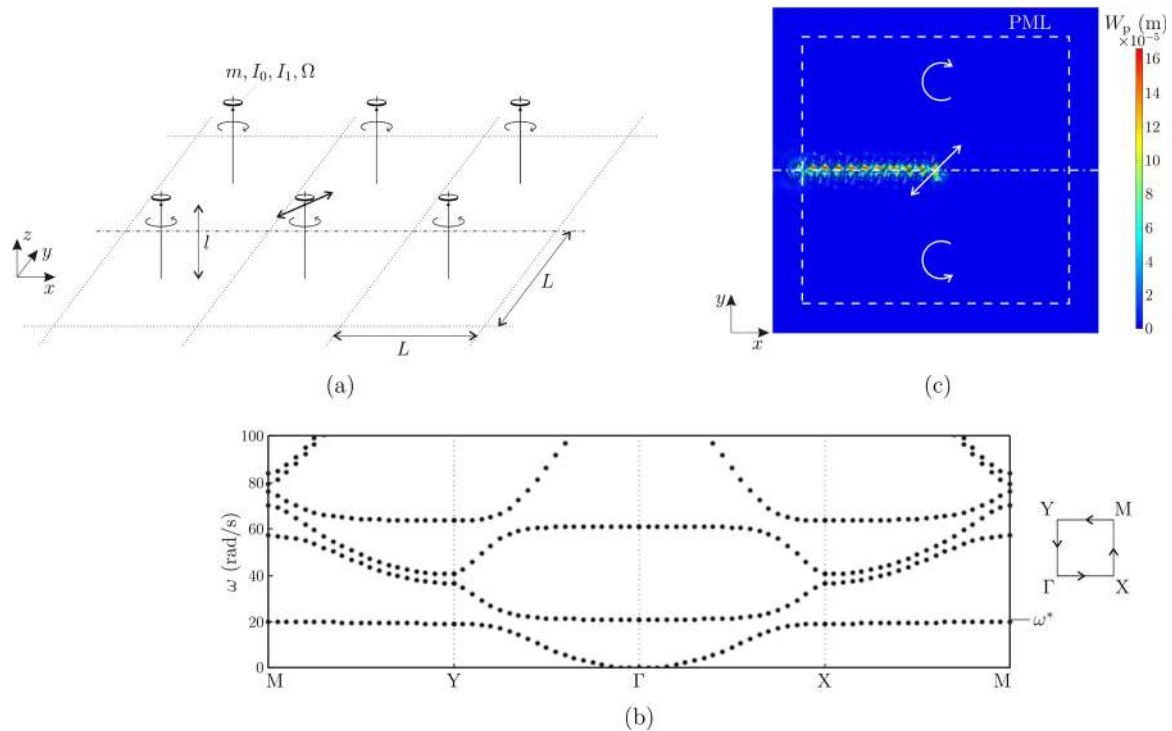 m, I₀, I₁, Ω
z
y
x
l
L
L
(a)
PML
W_p (m)
×10⁻⁵
16
14
12
10
8
6
4
2
0
y
x
(c)
ω (rad/s)
100
80
60
40
20
0
M
Y
Γ
X
M
ω*
Y
M
Γ
X
(b)